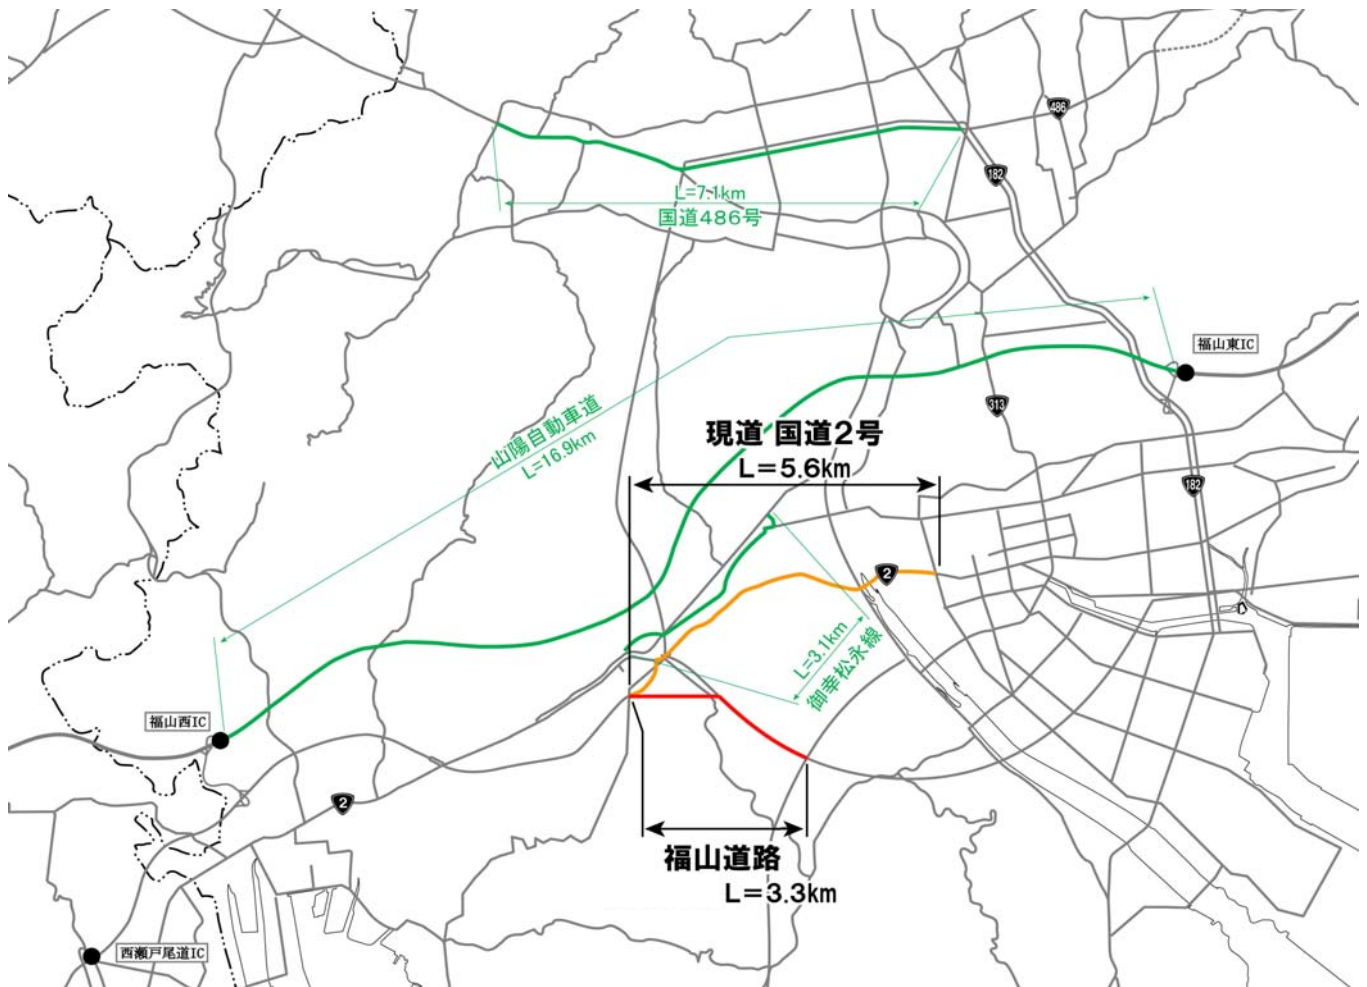 486
182
L=7.1km
国道486号
福山東IC
313
山陽自動車道
L=16.9km
現道 国道2号
L=5.6km
182
2
L=3.1km
御幸松永線
福山西IC
2
福山道路
L=3.3km
西瀬戸尾道IC